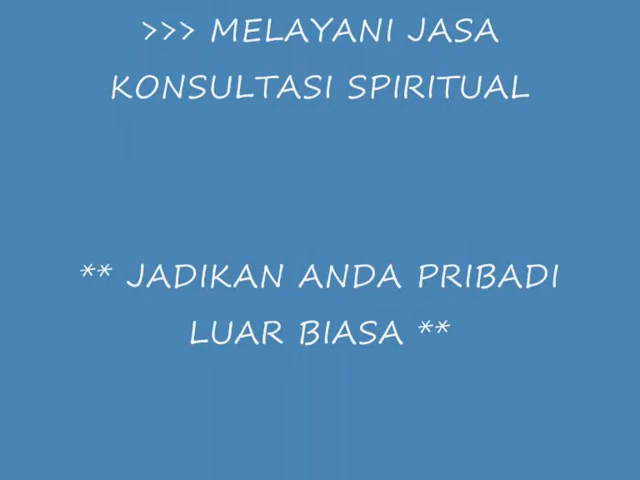 >>> MELAYANI JASA
KONSULTASI SPIRITUAL
** JADIKAN ANDA PRIBADI
LUAR BIASA **